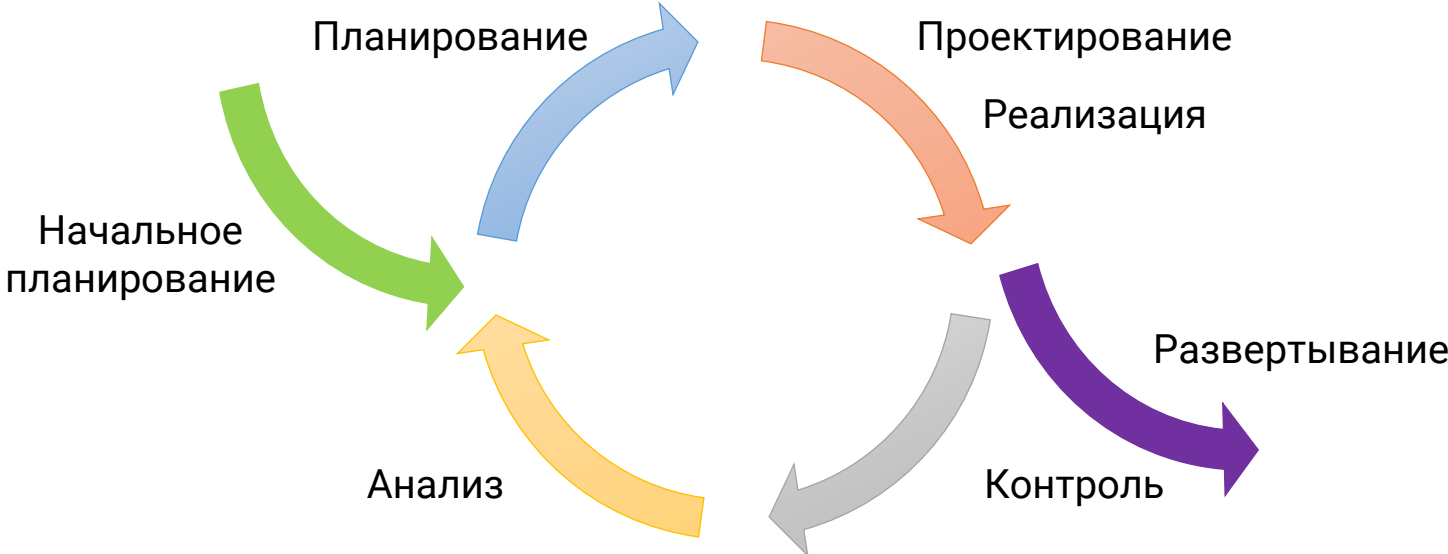 Планирование
Проектирование
Реализация
Начальное
планирование
Развертывание
Анализ
Контроль